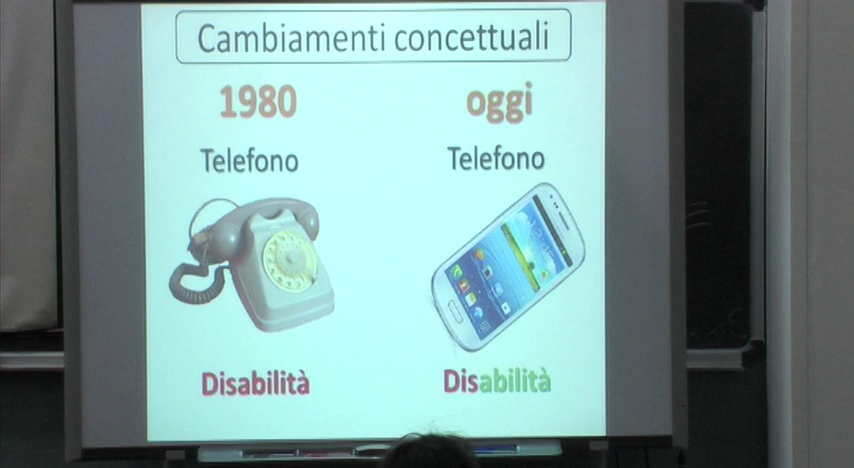 Cambiamenti concettuali
1980
oggi
Telefono
Telefono
Disabilità
Disabilità